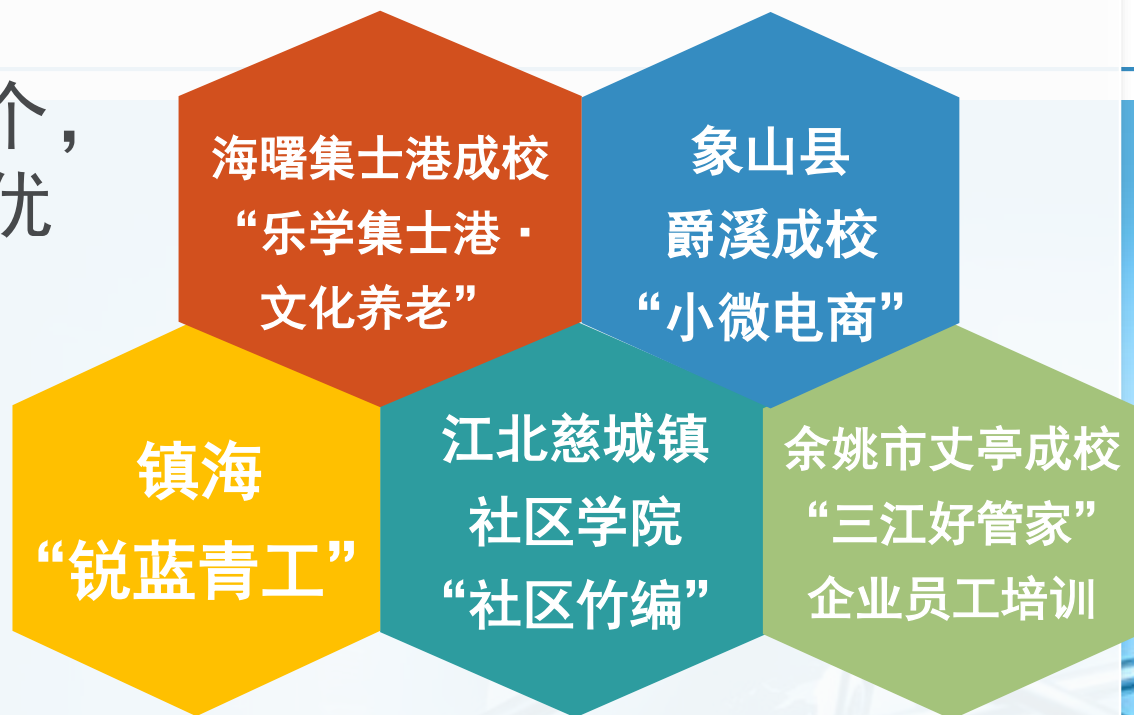 个，
优
海曙集士港成校
“乐学集士港·
文化养老”
象山县
爵溪成校
“小微电商”
镇海
“锐蓝青工”
江北慈城镇
社区学院
“社区竹编”
余姚市丈亭成校
“三江好管家”
企业员工培训